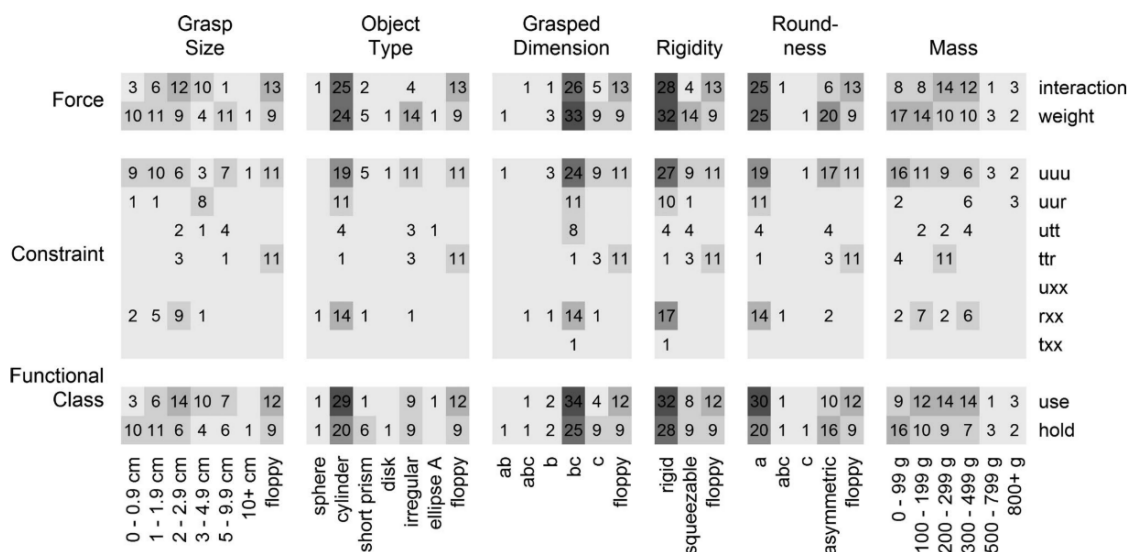 Grasp Size
Object Type
Grasped Dimension
Rigidity
Round-ness
Mass
Force
3 6 12 10 1 13 1 25 2 4 13 1 1 26 5 13 28 4 13 25 1 6 13 8 8 14 12 1 3 interaction
10 11 9 4 11 1 9 24 5 1 14 1 9 1 3 33 9 9 32 14 9 25 1 20 9 17 14 10 10 3 2 weight
Constraint
9 10 6 3 7 1 11 19 5 1 11 11 1 3 24 9 11 27 9 11 19 1 17 11 16 11 9 6 3 2 uuu
1 1 8 11 11 10 1 11 2 6 3 uur
2 1 4 4 3 1 8 4 4 4 4 2 2 4 utt
3 1 11 1 3 11 1 3 11 1 3 11 1 3 11 4 11 ttr
uxx
2 5 9 1 1 14 1 1 1 1 14 1 17 14 1 2 2 7 2 6 rxx
1 1 txx
Functional Class
3 6 14 10 7 12 1 29 1 9 1 12 1 2 34 4 12 32 8 12 30 1 10 12 9 12 14 14 1 3 use
10 11 6 4 6 1 9 1 20 6 1 9 9 1 1 2 25 9 9 28 9 9 20 1 1 16 9 16 10 9 7 3 2 hold
0 - 0.9 cm
1 - 1.9 cm
2 - 2.9 cm
3 - 4.9 cm
5 - 9.9 cm
10+ cm
floppy
sphere
cylinder
short prism
disk
irregular
ellipse A
floppy
ab
abc
b
bc
c
floppy
rigid
squeezable
floppy
a
abc
c
asymmetric
floppy
0 - 99 g
100 - 199 g
200 - 299 g
300 - 499 g
500 - 799 g
800+ g